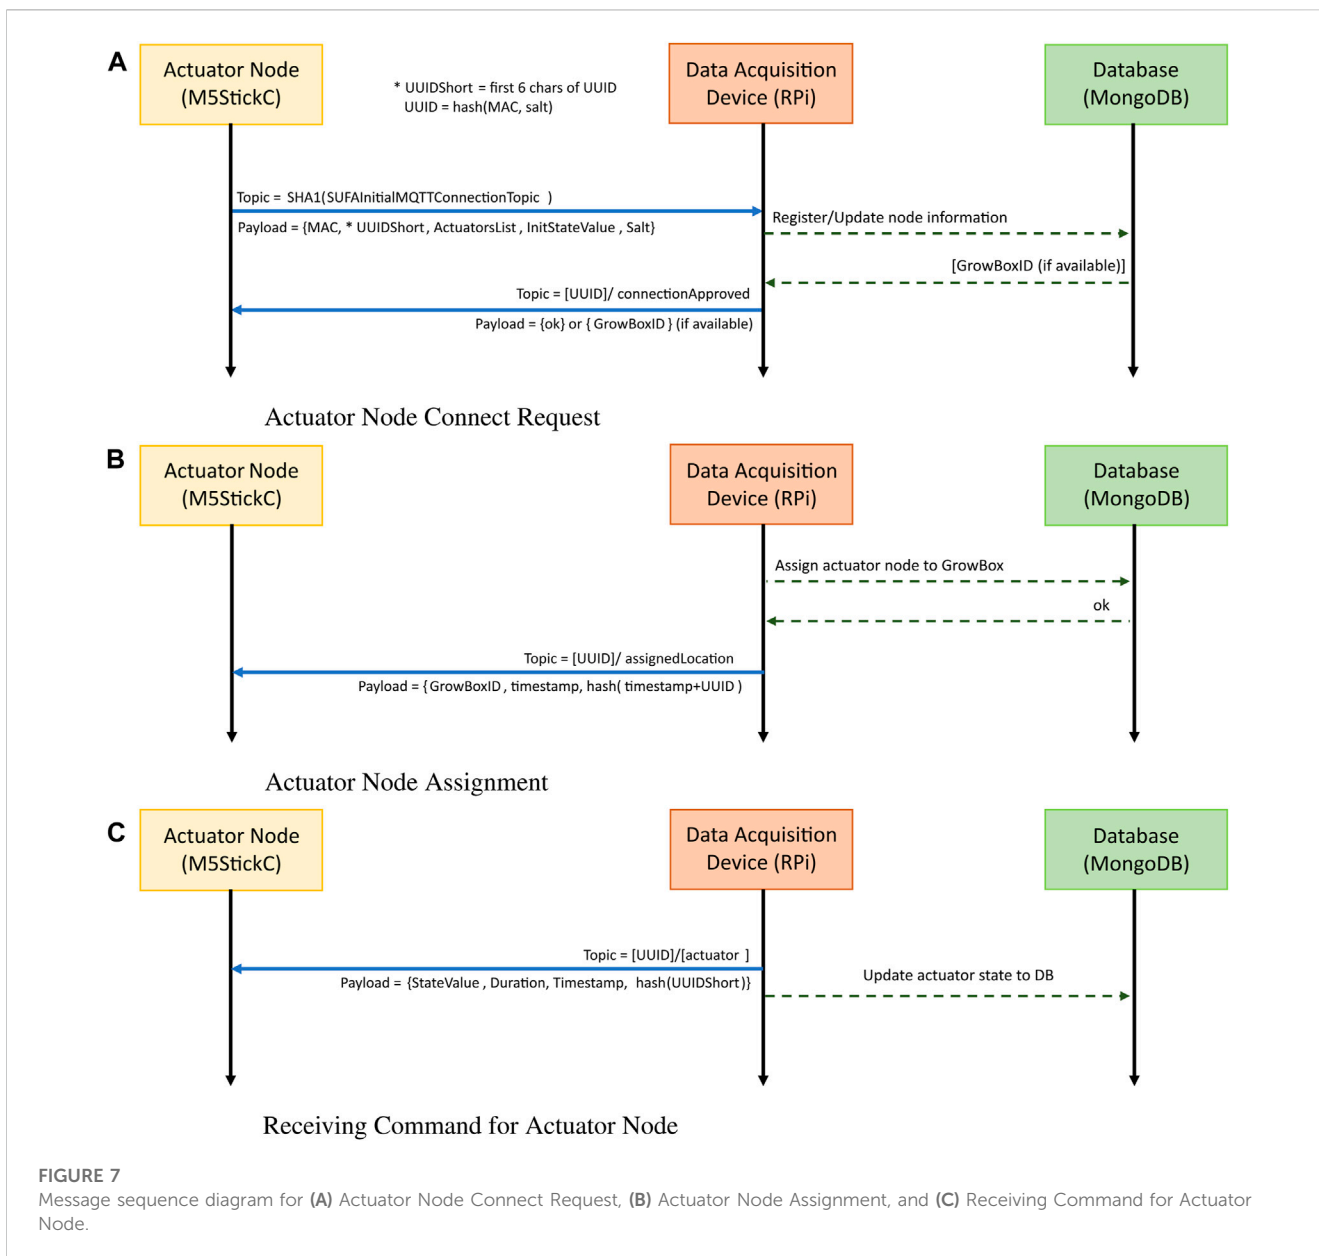 A
Actuator Node
(M5StickC)
* UUIDShort = first 6 chars of UUID
UUID = hash(MAC, salt)
Data Acquisition
Device (RPi)
Database
(MongoDB)
Topic = SHA1(SUFAInitialMQTTConnectionTopic )
Payload = {MAC, * UUIDShort , ActuatorsList , InitStateValue , Salt}
Register/Update node information
[GrowBoxID (if available)]
Topic = [UUID]/ connectionApproved
Payload = {ok} or { GrowBoxID } (if available)
Actuator Node Connect Request
B
Actuator Node
(M5StickC)
Data Acquisition
Device (RPi)
Database
(MongoDB)
Assign actuator node to GrowBox
ok
Topic = [UUID]/ assignedLocation
Payload = { GrowBoxID , timestamp, hash( timestamp+UUID )
Actuator Node Assignment
C
Actuator Node
(M5StickC)
Data Acquisition
Device (RPi)
Database
(MongoDB)
Topic = [UUID]/[actuator ]
Payload = {StateValue , Duration, Timestamp, hash(UUIDShort)}
Update actuator state to DB
Receiving Command for Actuator Node
FIGURE 7
Message sequence diagram for (A) Actuator Node Connect Request, (B) Actuator Node Assignment, and (C) Receiving Command for Actuator
Node.